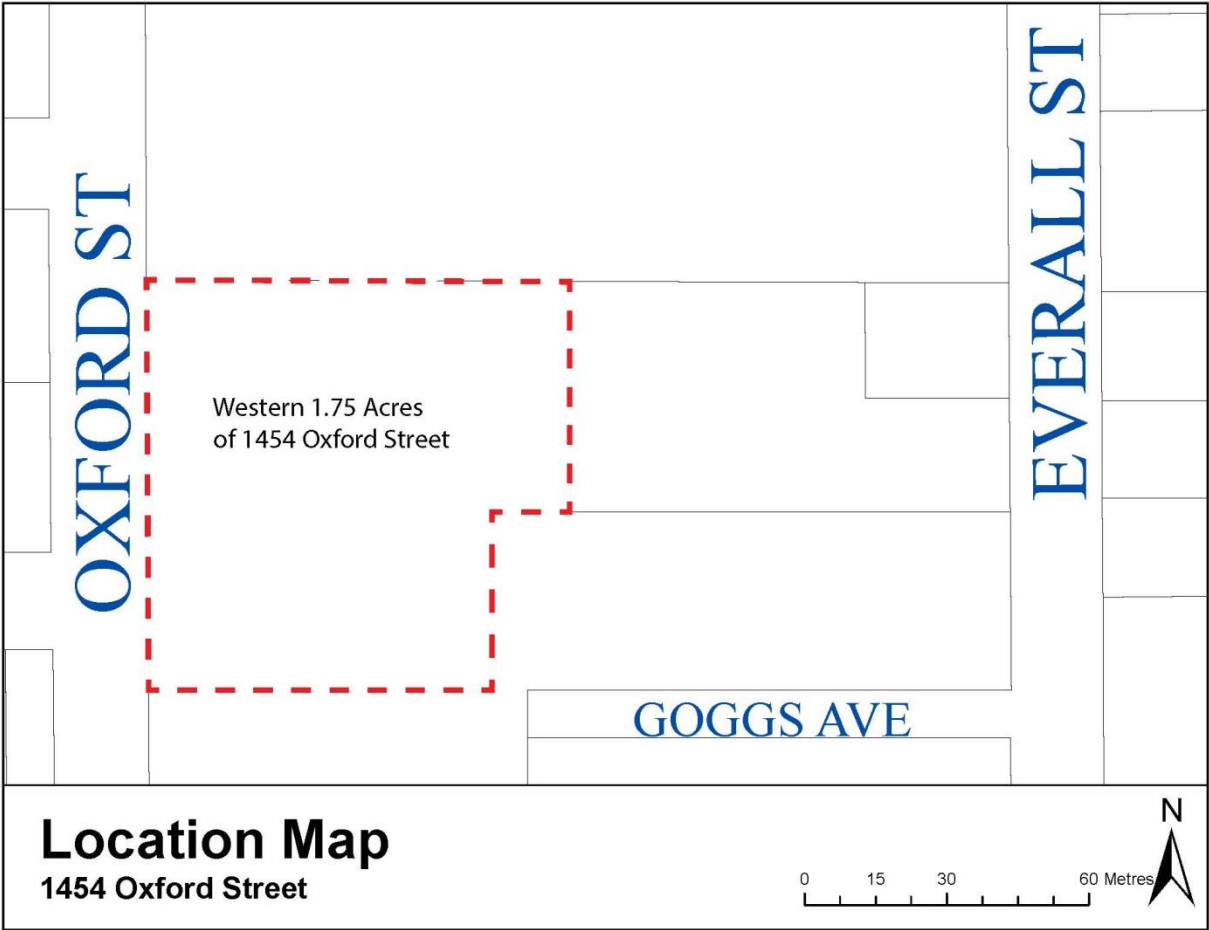 OXFORD ST
EVERALL ST
Western 1.75 Acres
of 1454 Oxford Street
GOGGS AVE
Location Map
1454 Oxford Street
0 15 30 60 Metres
N